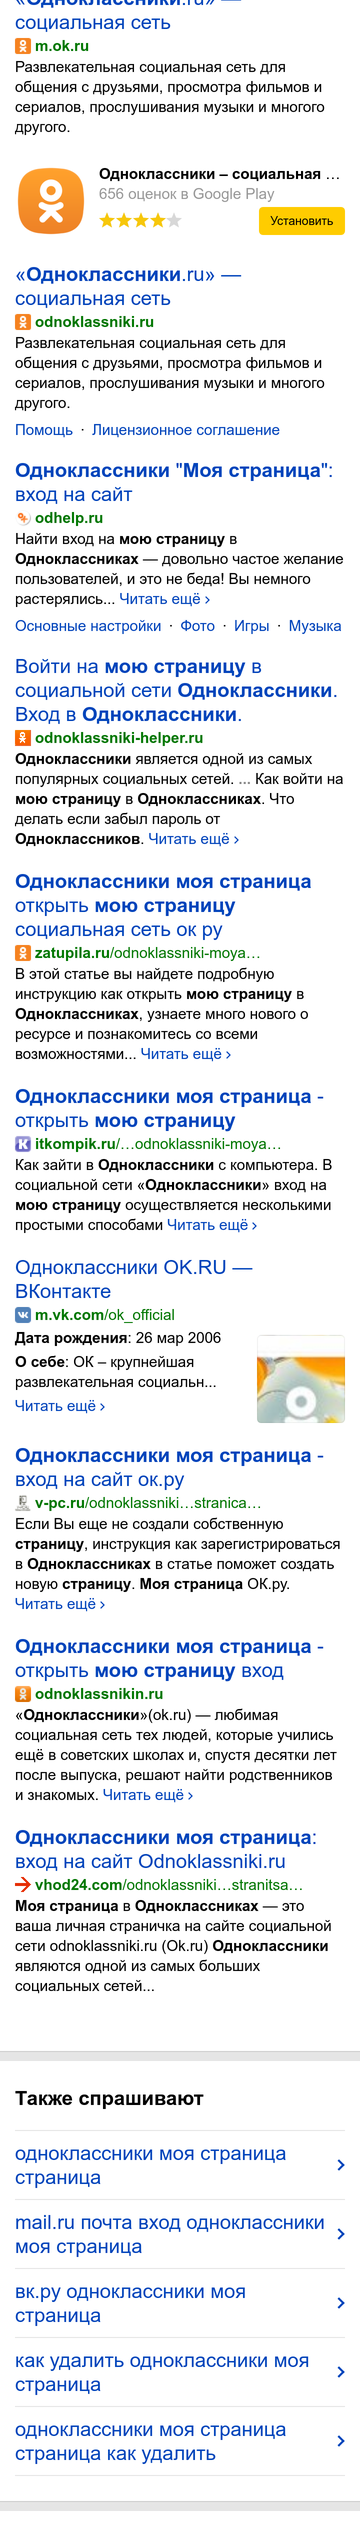 «Одноклассники.ru» —
социальная сеть
m.ok.ru
Развлекательная социальная сеть для
общения с друзьями, просмотра фильмов и
сериалов, прослушивания музыки и многого
другого.
Одноклассники – социальная ...
656 оценок в Google Play
Установить
«Одноклассники.ru» —
социальная сеть
odnoklassniki.ru
Развлекательная социальная сеть для
общения с друзьями, просмотра фильмов и
сериалов, прослушивания музыки и многого
другого.
Помощь · Лицензионное соглашение
Одноклассники "Моя страница":
вход на сайт
odhelp.ru
Найти вход на мою страницу в
Одноклассниках — довольно частое желание
пользователей, и это не беда! Вы немного
растерялись... Читать ещё ›
Основные настройки · Фото · Игры · Музыка
Войти на мою страницу в
социальной сети Одноклассники.
Вход в Одноклассники.
odnoklassniki-helper.ru
Одноклассники является одной из самых
популярных социальных сетей. ... Как войти на
мою страницу в Одноклассниках. Что
делать если забыл пароль от
Одноклассников. Читать ещё ›
Одноклассники моя страница
открыть мою страницу
социальная сеть ок ру
zatupila.ru/odnoklassniki-moya...
В этой статье вы найдете подробную
инструкцию как открыть мою страницу в
Одноклассниках, узнаете много нового о
ресурсе и познакомитесь со всеми
возможностями... Читать ещё ›
Одноклассники моя страница -
открыть мою страницу
itkompik.ru/...odnoklassniki-moya...
Как зайти в Одноклассники с компьютера. В
социальной сети «Одноклассники» вход на
мою страницу осуществляется несколькими
простыми способами Читать ещё ›
Одноклассники OK.RU —
ВКонтакте
m.vk.com/ok_official
Дата рождения: 26 мар 2006
О себе: ОК – крупнейшая
развлекательная социальн...
Читать ещё ›
Одноклассники моя страница -
вход на сайт ок.ру
v-pc.ru/odnoklassniki...stranica...
Если Вы еще не создали собственную
страницу, инструкция как зарегистрироваться
в Одноклассниках в статье поможет создать
новую страницу. Моя страница ОК.ру.
Читать ещё ›
Одноклассники моя страница -
открыть мою страницу вход
odnoklassnikin.ru
«Одноклассники»(ok.ru) — любимая
социальная сеть тех людей, которые учились
ещё в советских школах и, спустя десятки лет
после выпуска, решают найти родственников
и знакомых. Читать ещё ›
Одноклассники моя страница:
вход на сайт Odnoklassniki.ru
vhod24.com/odnoklassniki...stranitsa...
Моя страница в Одноклассниках — это
ваша личная страничка на сайте социальной
сети odnoklassniki.ru (Ok.ru) Одноклассники
являются одной из самых больших
социальных сетей...
Также спрашивают
одноклассники моя страница
страница
mail.ru почта вход одноклассники
моя страница
вк.ру одноклассники моя
страница
как удалить одноклассники моя
страница
одноклассники моя страница
страница как удалить